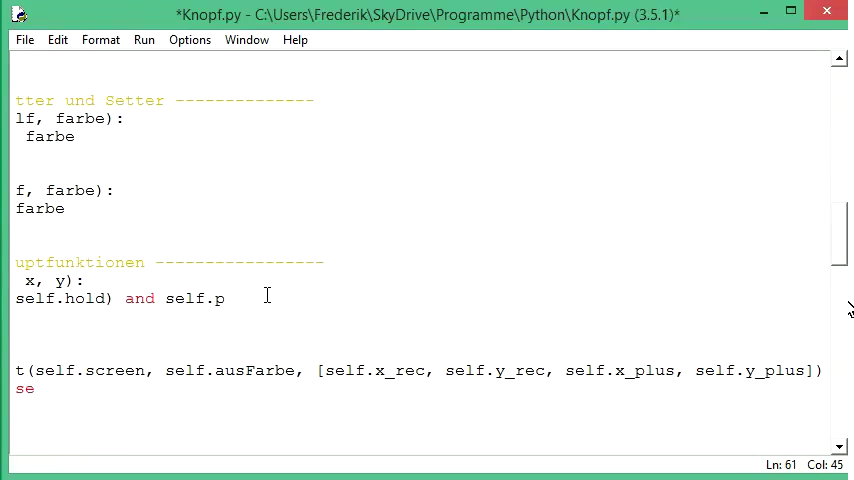 *Knopf.py - C:\Users\Frederik\SkyDrive\Programme\Python\Knopf.py (3.5.1)*
File Edit Format Run Options Window Help
tter und Setter --------------
lf, farbe):
farbe
f, farbe):
farbe
uptfunktionen -----------------
x, y):
self.hold) and self.p
t(self.screen, self.ausFarbe, [self.x_rec, self.y_rec, self.x_plus, self.y_plus])
se
Ln: 61 Col: 45